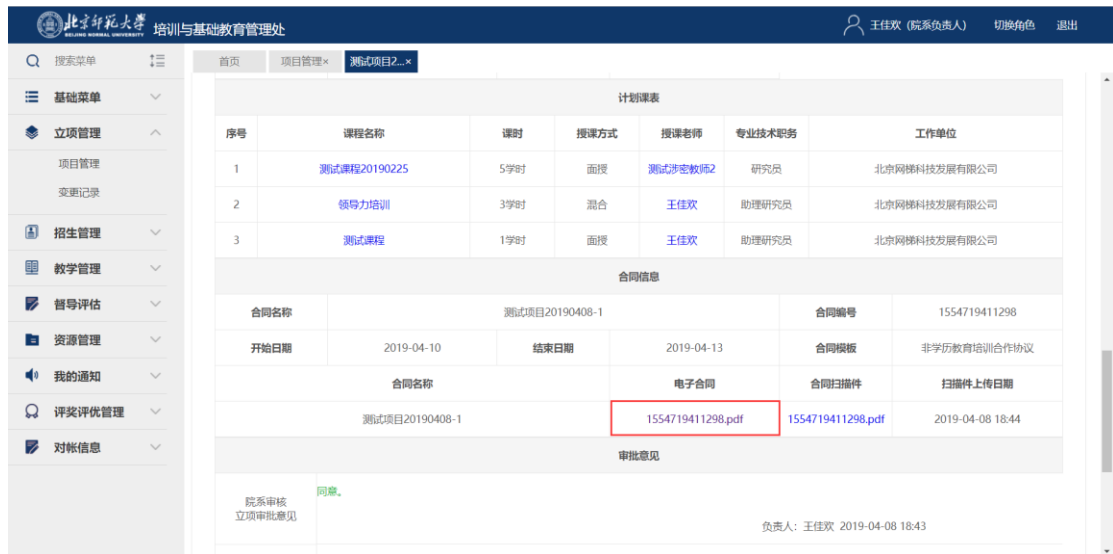 北京师范大学 培训与基础教育管理处 王佳欢（院系负责人） 切换角色 退出
BEIJING NORMAL UNIVERSITY
搜索菜单
首页 项目管理× 测试项目2...×
基础菜单
立项管理
项目管理
变更记录
招生管理
教学管理
督导评估
资源管理
我的通知
评奖评优管理
对帐信息
计划课表
序号 课程名称 课时 授课方式 授课老师 专业技术职务 工作单位
1 测试课程20190225 5学时 面授 测试涉密教师2 研究员 北京网梯科技发展有限公司
2 领导力培训 3学时 混合 王佳欢 助理研究员 北京网梯科技发展有限公司
3 测试课程 1学时 面授 王佳欢 助理研究员 北京网梯科技发展有限公司
合同信息
合同名称 测试项目20190408-1 合同编号 1554719411298
开始日期 2019-04-10 结束日期 2019-04-13 合同模板 非学历教育培训合作协议
合同名称 电子合同 合同扫描件 扫描件上传日期
测试项目20190408-1 1554719411298.pdf 1554719411298.pdf 2019-04-08 18:44
审批意见
院系审核
立项审批意见
同意。
负责人：王佳欢 2019-04-08 18:43